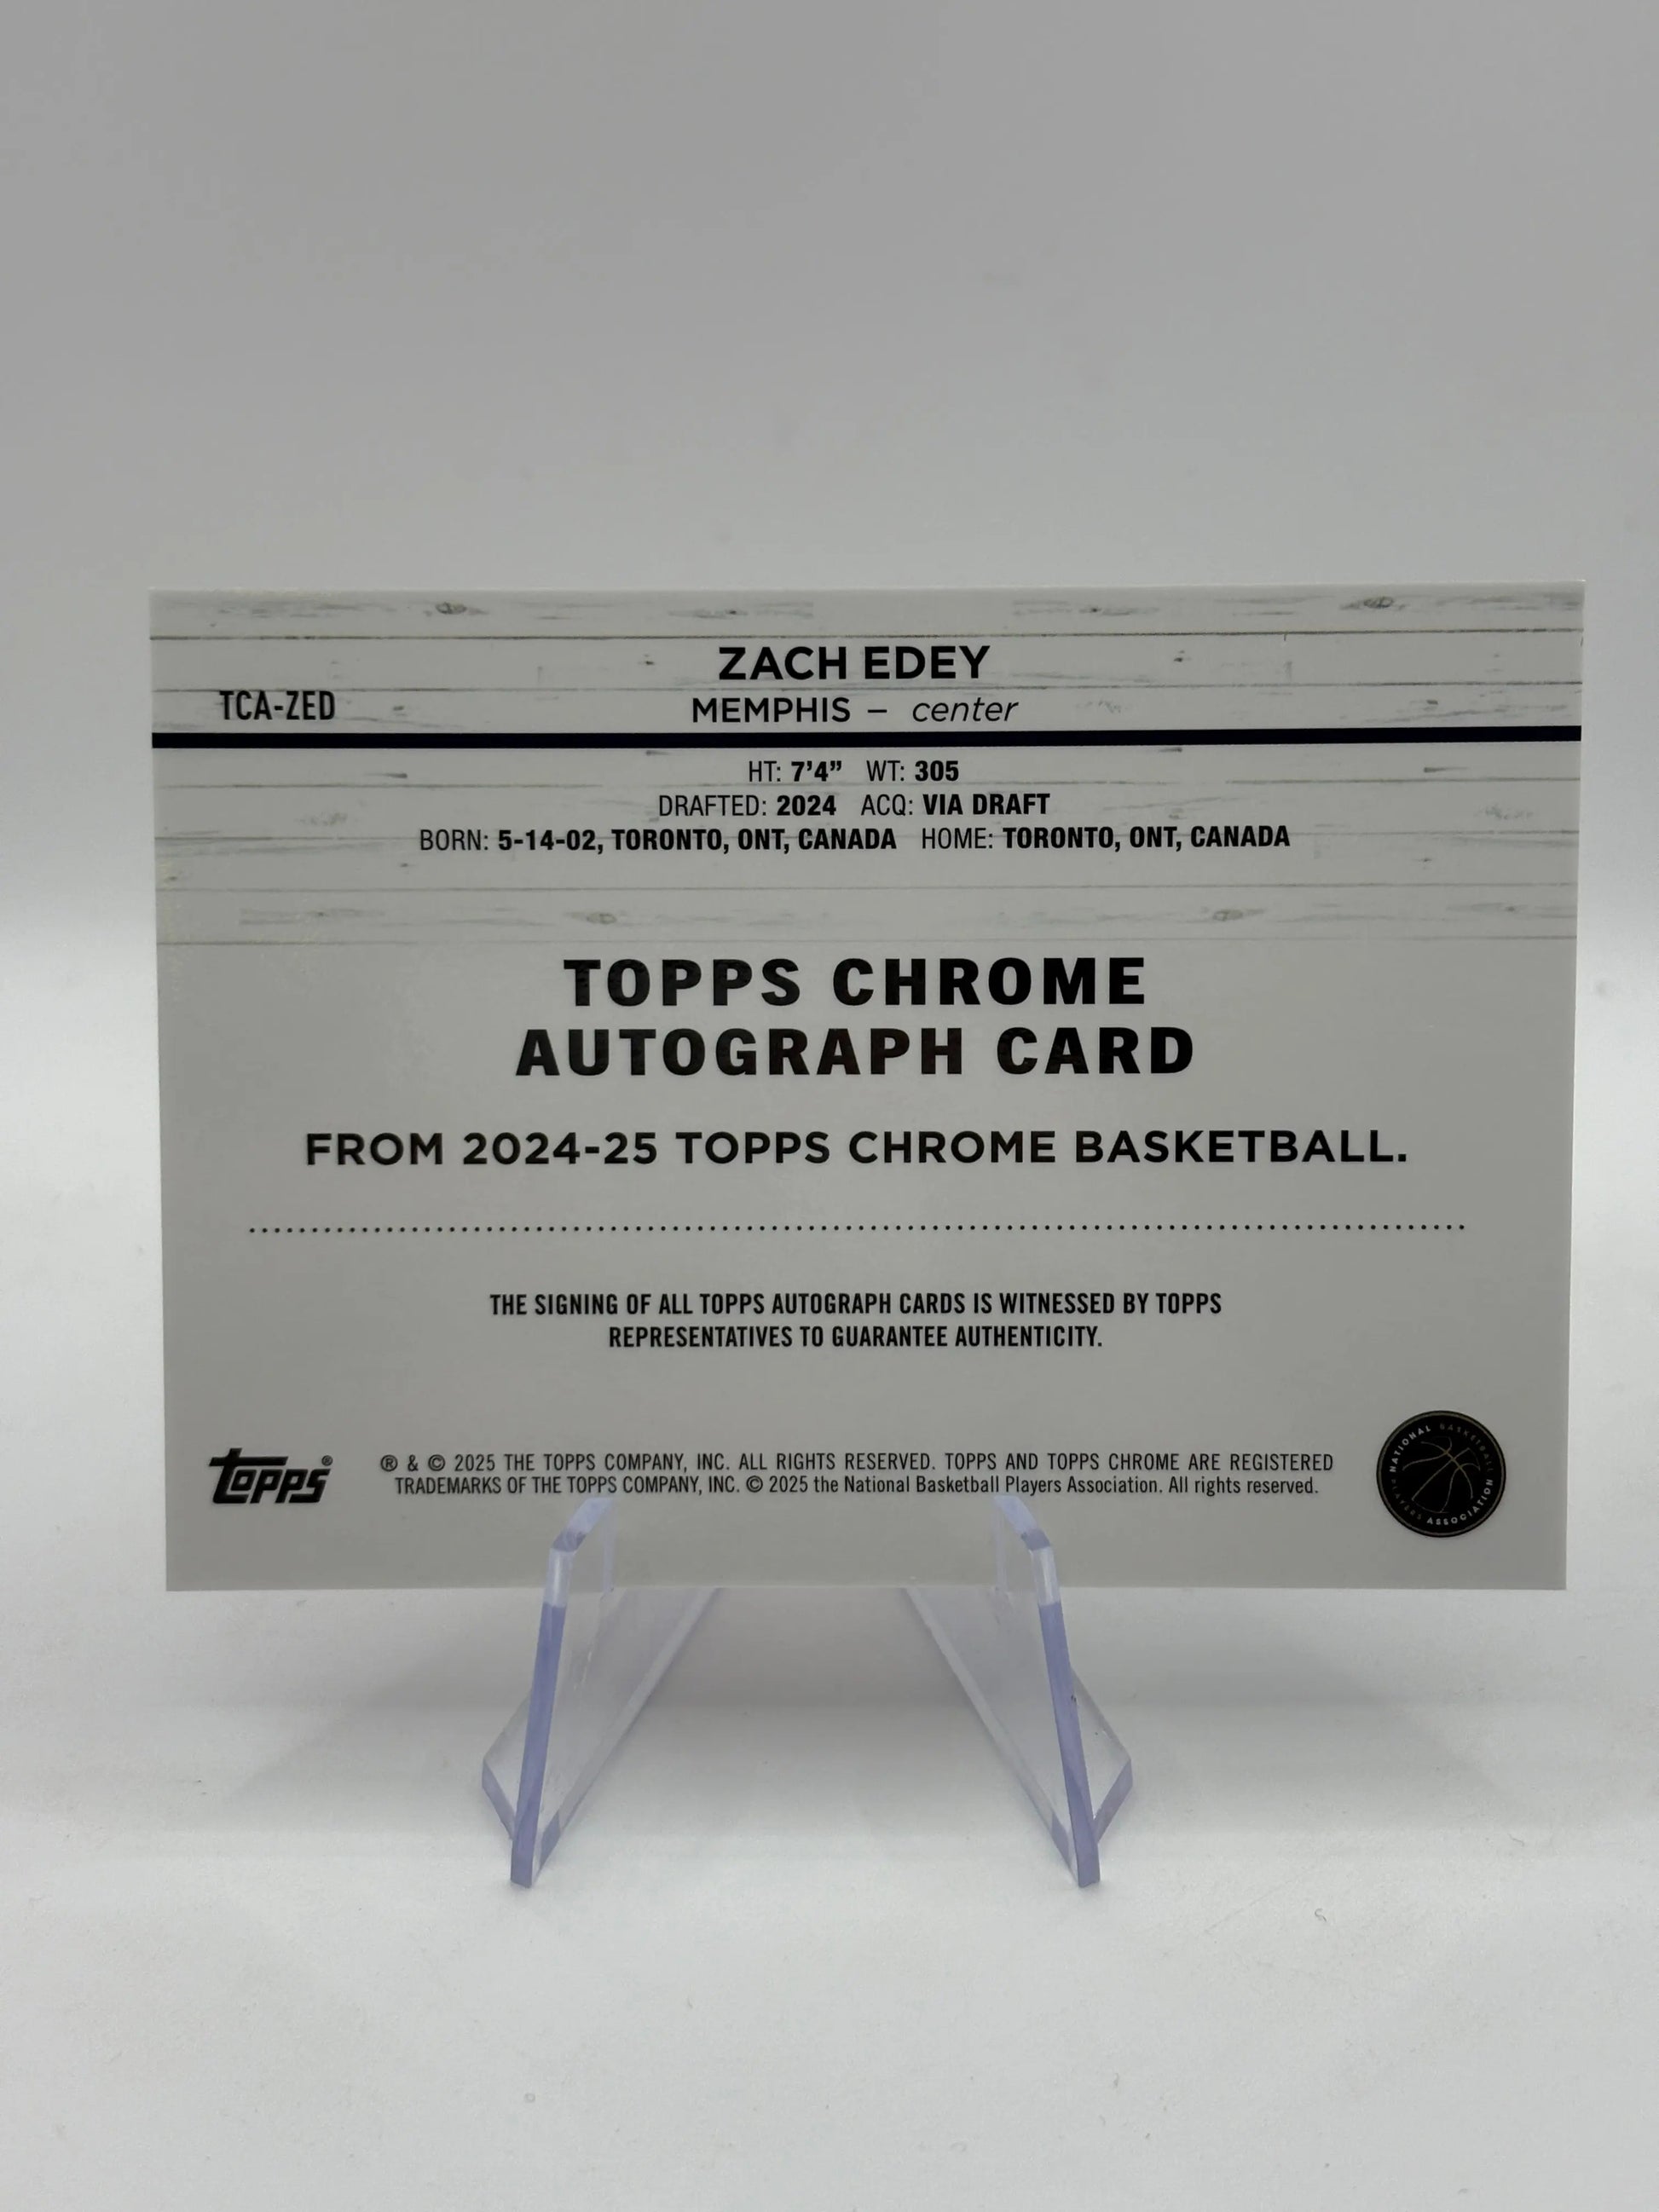 ZACH EDEY
TCA-ZED
MEMPHIS – center
HT: 7'4” WT: 305
DRAFTED: 2024 ACQ: VIA DRAFT
BORN: 5-14-02, TORONTO, ONT, CANADA HOME: TORONTO, ONT, CANADA
TOPPS CHROME
AUTOGRAPH CARD
FROM 2024-25 TOPPS CHROME BASKETBALL.
THE SIGNING OF ALL TOPPS AUTOGRAPH CARDS IS WITNESSED BY TOPPS
REPRESENTATIVES TO GUARANTEE AUTHENTICITY.
topps®
® & © 2025 THE TOPPS COMPANY, INC. ALL RIGHTS RESERVED. TOPPS AND TOPPS CHROME ARE REGISTERED
TRADEMARKS OF THE TOPPS COMPANY, INC. © 2025 the National Basketball Players Association. All rights reserved.
NATIONAL BASKETBALL PLAYERS ASSOCIATION